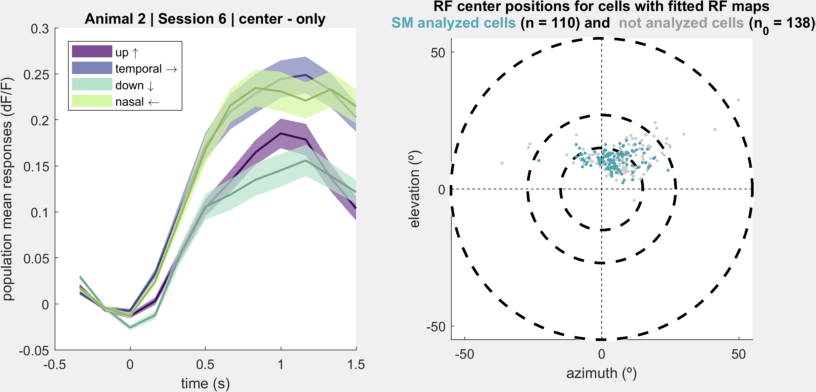 Animal 2 | Session 6 | center - only
up ↑
temporal →
down ↓
nasal ←
population mean responses (dF/F)
0.3
0.25
0.2
0.15
0.1
0.05
0
-0.05
-0.5
0
0.5
1
1.5
time (s)
RF center positions for cells with fitted RF maps
SM analyzed cells (n = 110) and not analyzed cells (n₀ = 138)
elevation (º)
50
0
-50
-50
0
50
azimuth (º)